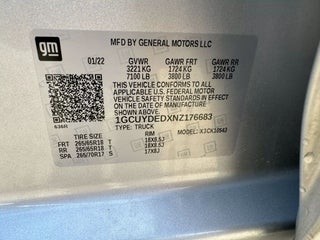 gm
MFD BY GENERAL MOTORS LLC
01/22 GVWR GAWR FRT GAWR RR
3221 KG 1724 KG 1724 KG
7100 LB 3800 LB 3800 LB
THIS VEHICLE CONFORMS TO ALL
APPLICABLE U.S. FEDERAL MOTOR
VEHICLE SAFETY STANDARDS IN EFFECT
ON THE DATE OF MANUFACTURE
SHOWN ABOVE.
1GCUYDEDXNZ176683
TYPE: TRUCK MODEL: 
TIRE SIZE RIM
FRT 265/65R18 T 18X8.5J
RR 265/65R18 T 18X8.5J
SPA 265/70R17 S 17X8J